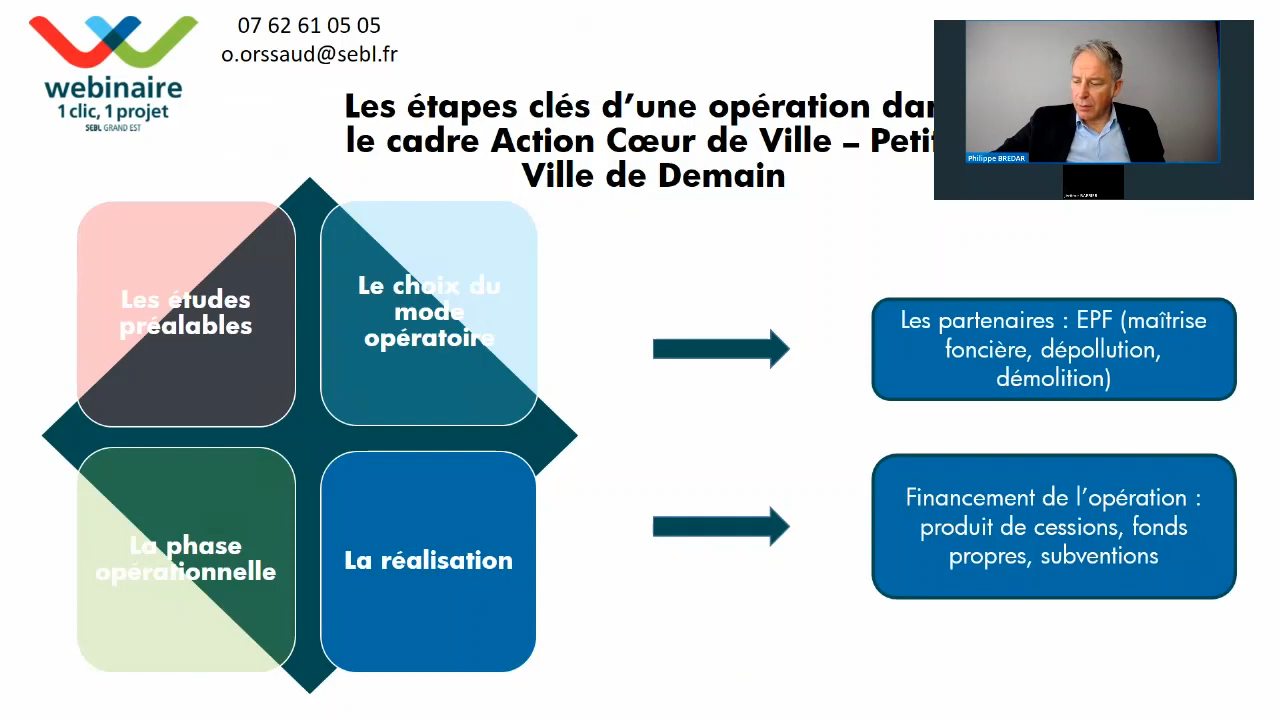 07 62 61 05 05
o.orssaud@sebl.fr
webinaire
1 clic, 1 projet
SEBL GRAND EST
Les étapes clés d’une opération dan
le cadre Action Cœur de Ville – Petit
Ville de Demain
Philippe BREDAR
Les études
préalables
Le choix du
mode
opératoire
Les partenaires : EPF (maîtrise
foncière, dépollution,
démolition)
La phase
opérationnelle
La réalisation
Financement de l’opération :
produit de cessions, fonds
propres, subventions